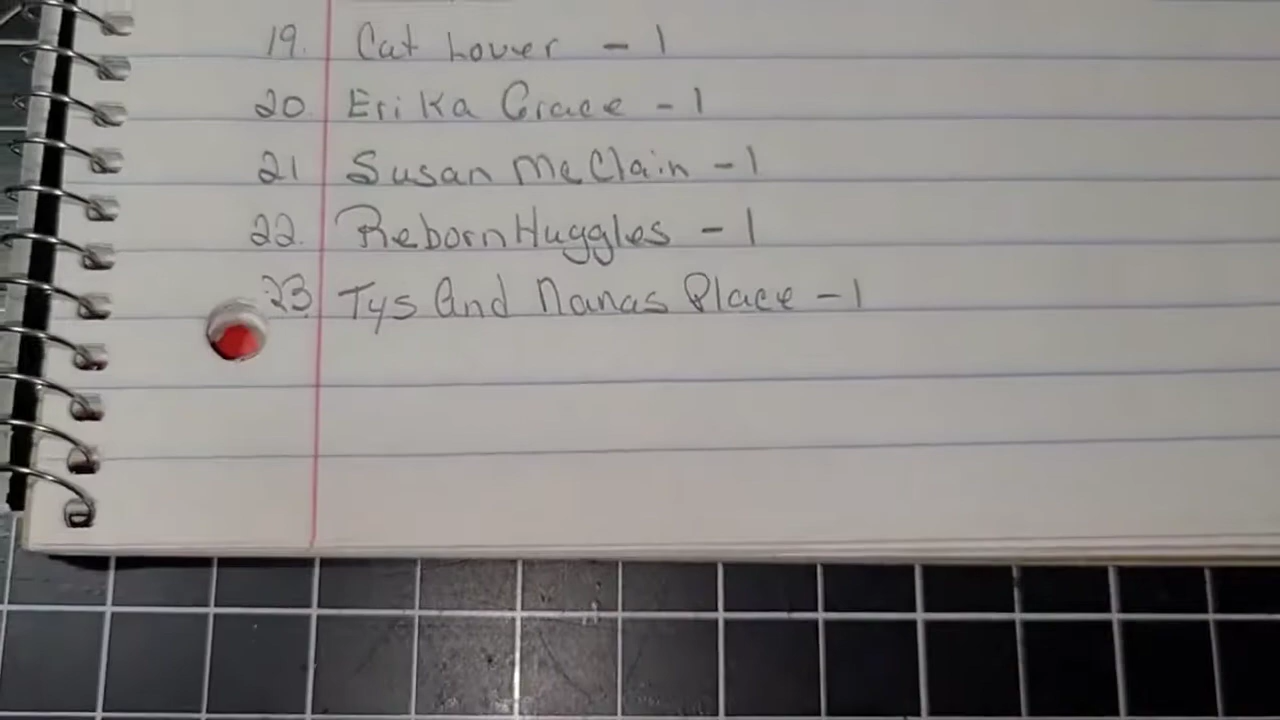 19. Cat Lover - 1
20. Erika Grace - 1
21 Susan McClain - 1
22. RebornHuggles - 1
23. Tys And Nanas Place - 1